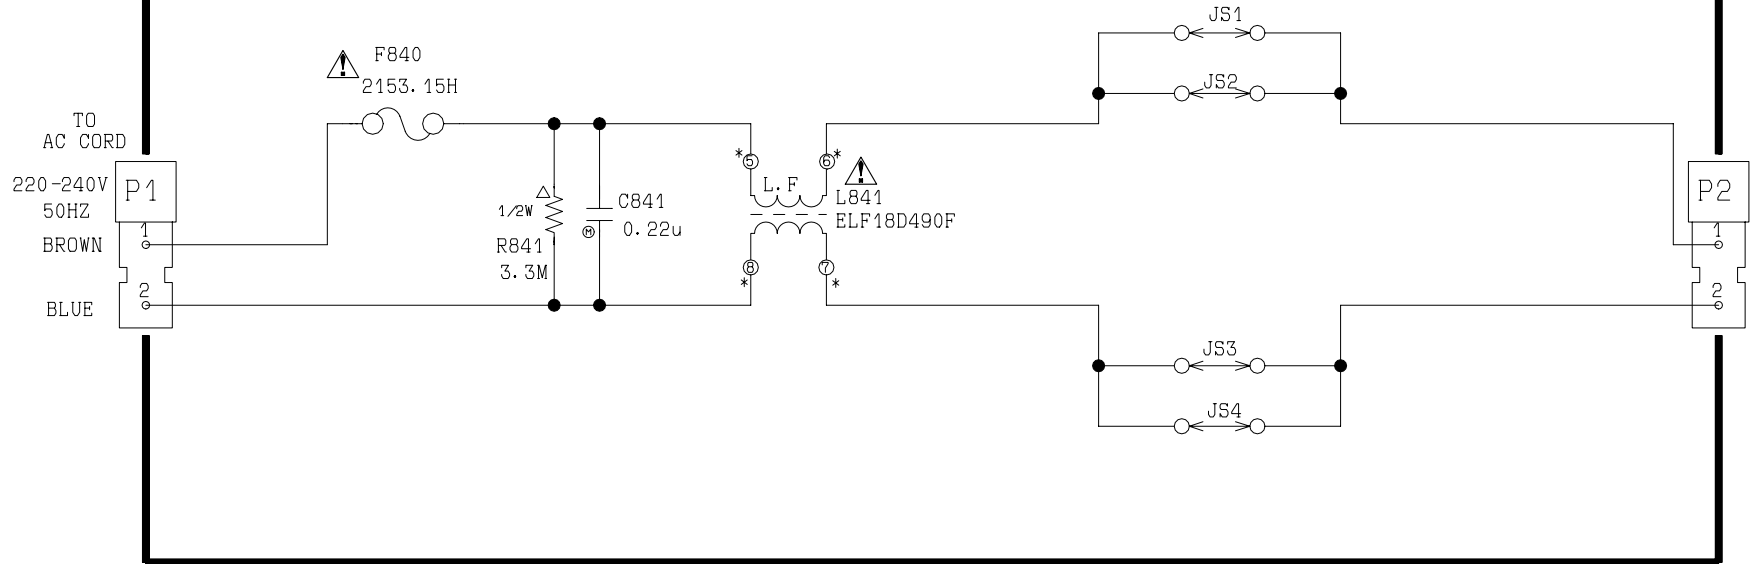 JS1
F840
2153.15H
JS2
TO
AC CORD
* 5
6 *
220-240V
50HZ
P1
L.F
L841
ELF18D490F
P2
1/2W
C841
0.22u
M
1
BROWN
R841
3.3M
1
8
*
7
*
2
BLUE
2
JS3
JS4